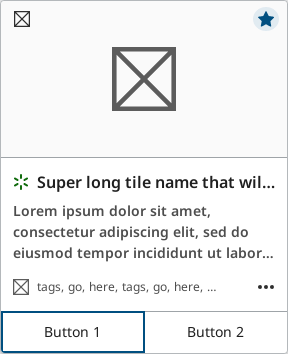 Super long tile name that wil...
Lorem ipsum dolor sit amet,
consectetur adipiscing elit, sed do
eiusmod tempor incididunt ut labor...
tags, go, here, tags, go, here, ...
Button 1
Button 2